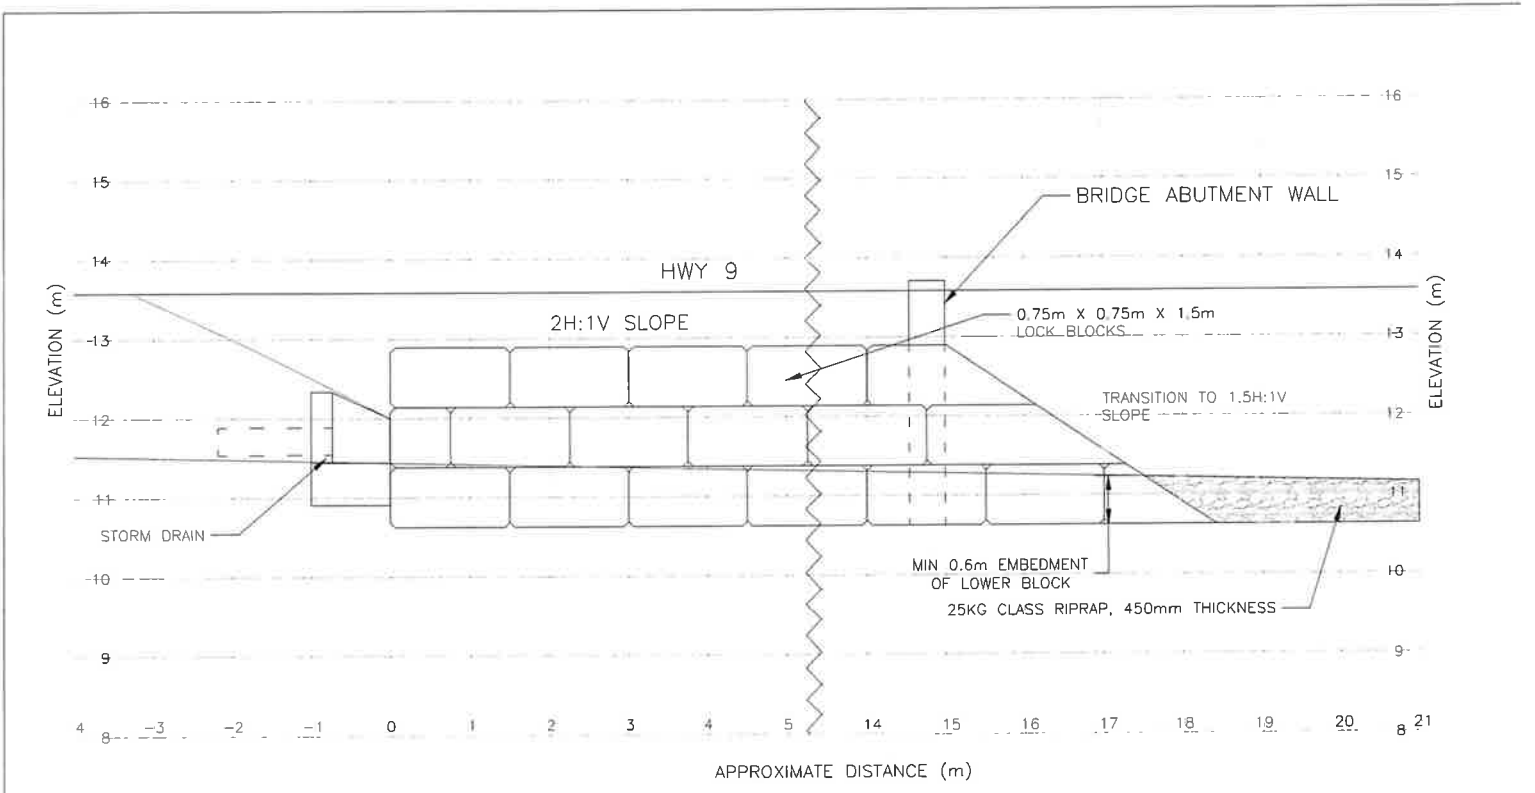 16
16
15
15
BRIDGE ABUTMENT WALL
14
14
HWY 9
ELEVATION (m)
ELEVATION (m)
0.75m X 0.75m X 1.5m
LOCK BLOCKS
2H:1V SLOPE
13
13
TRANSITION TO 1.5H:1V
SLOPE
12
12
11
11
STORM DRAIN
MIN 0.6m EMBEDMENT
OF LOWER BLOCK
10
10
25KG CLASS RIPRAP, 450mm THICKNESS
9
9
4 -3 -2 -1 0 1 2 3 4 5 14 15 16 17 18 19 20 21
8
8
APPROXIMATE DISTANCE (m)